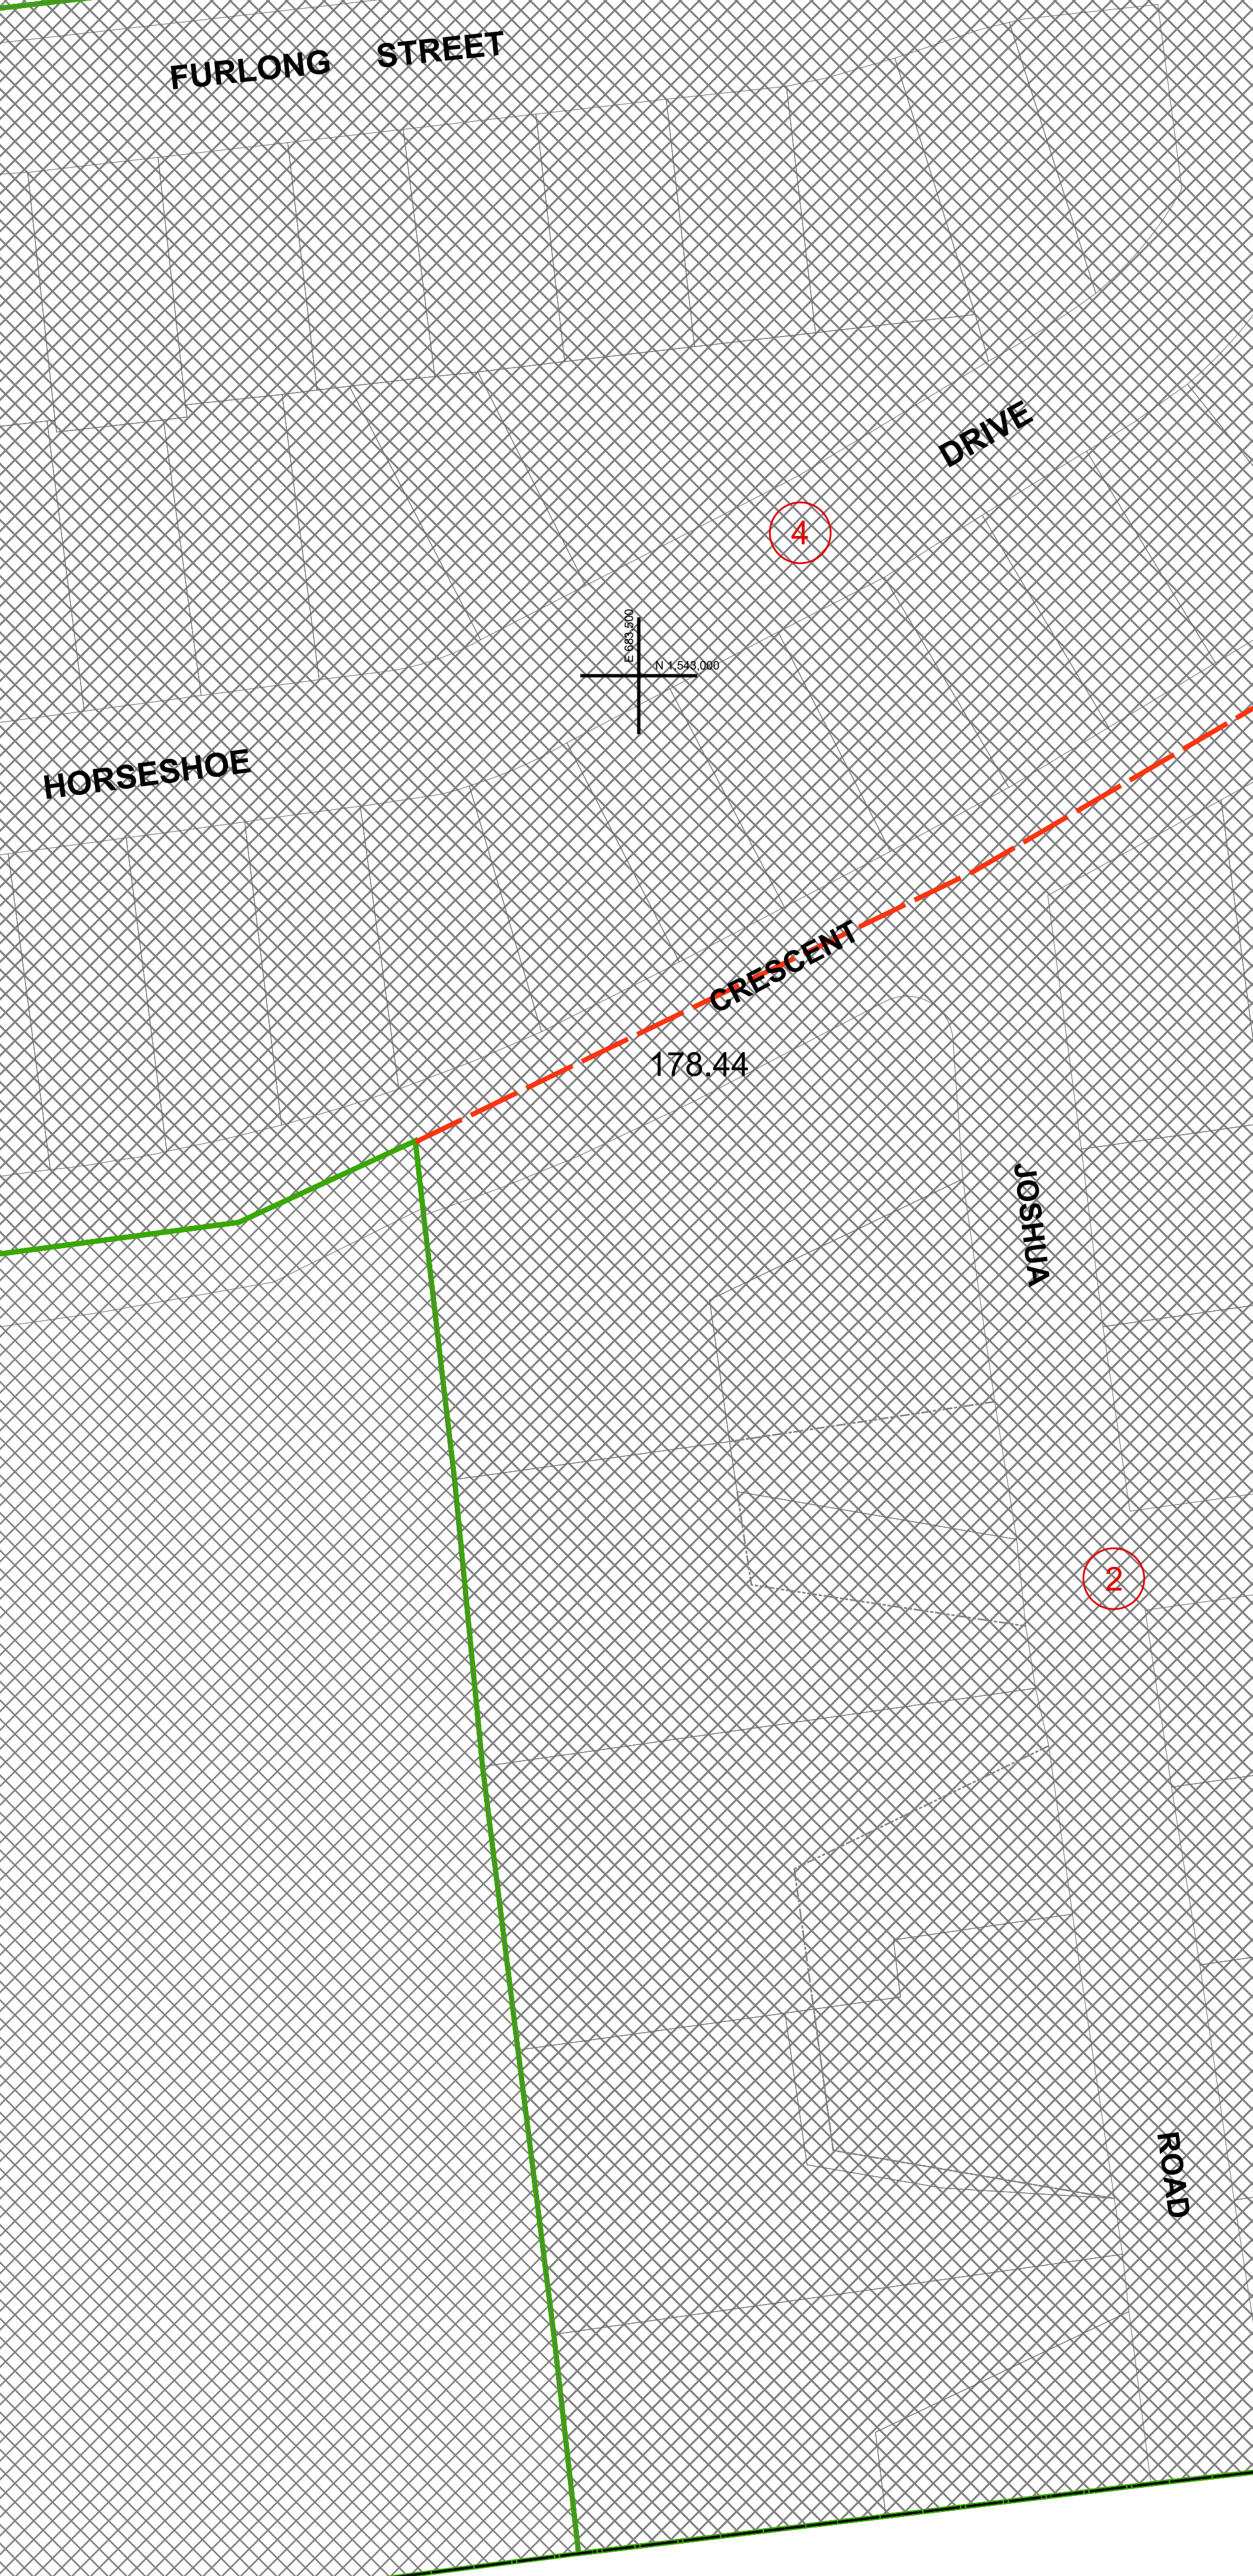 FURLONG STREET
DRIVE
4
E 683,500
N 1,543,000
HORSESHOE
CRESCENT
178.44
JOSHUA
2
ROAD